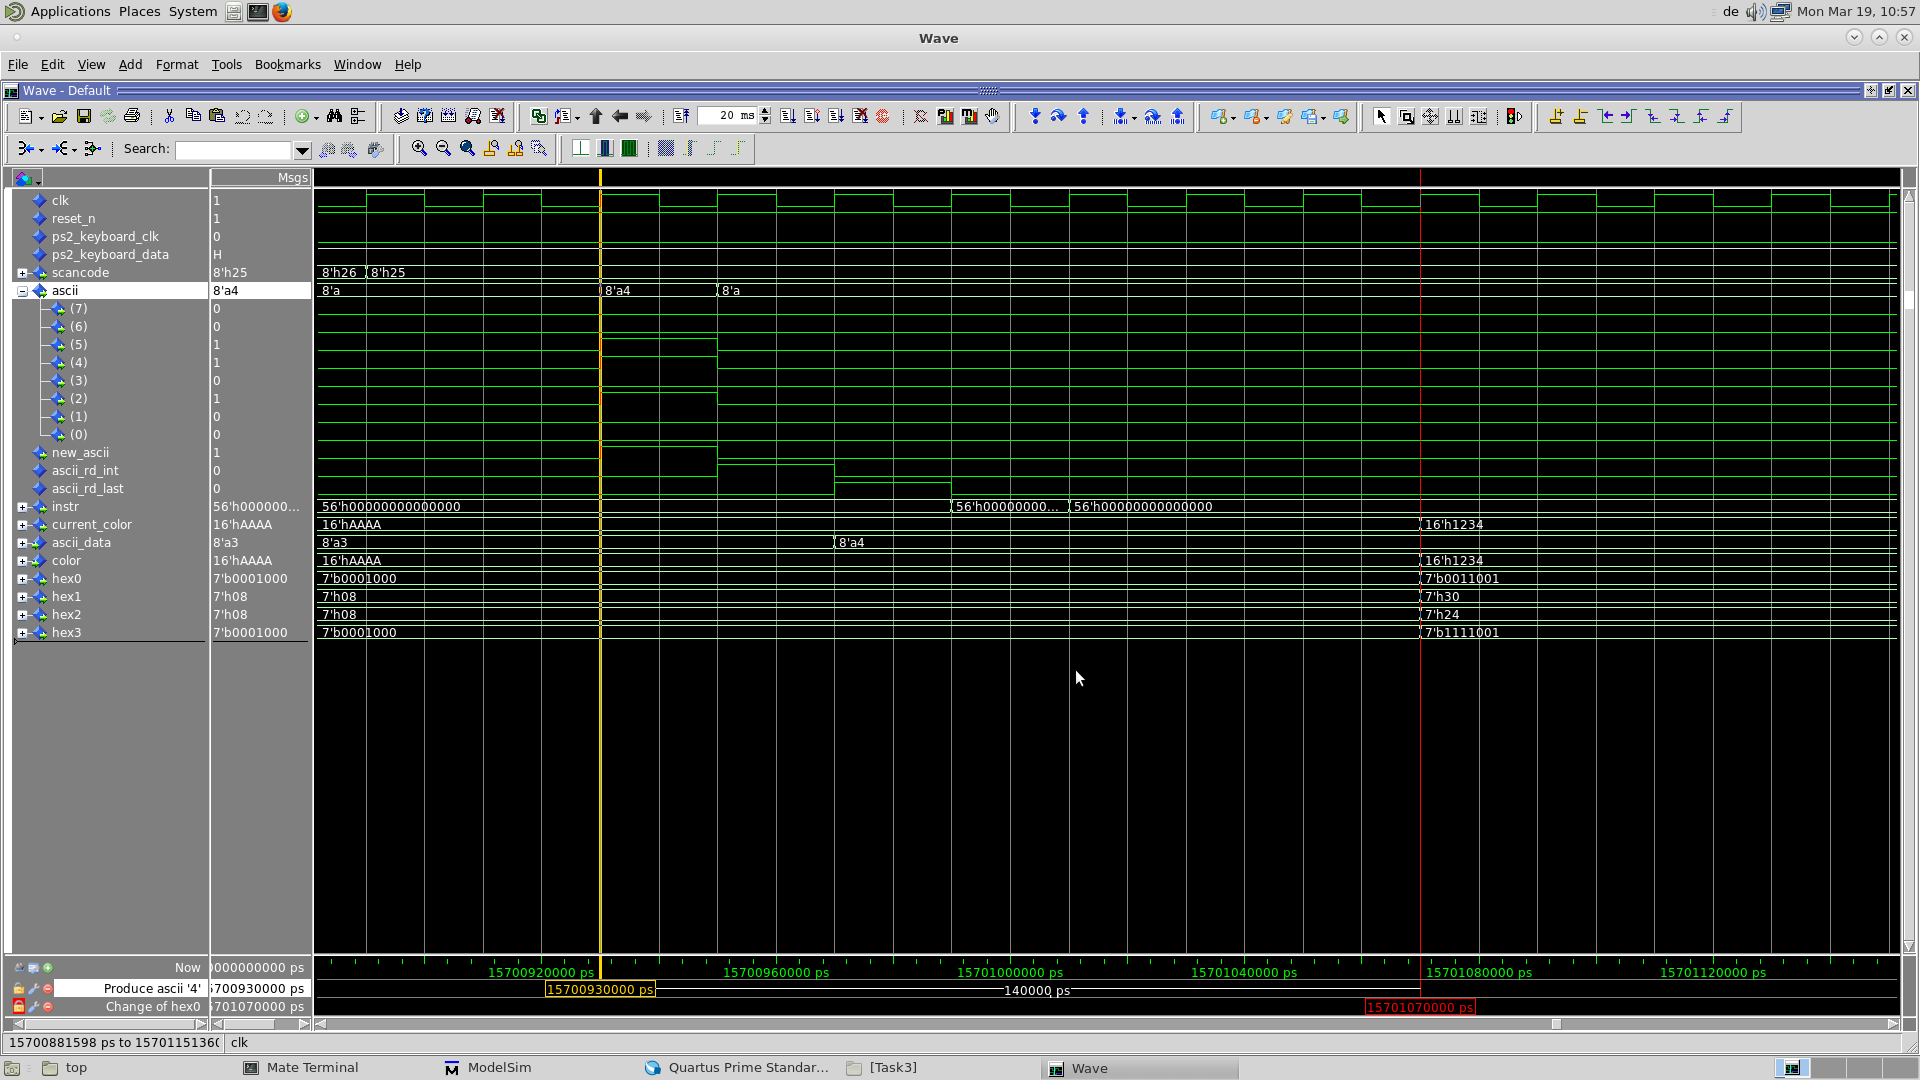 Applications Places System de Mon Mar 19, 10:57
Wave
File Edit View Add Format Tools Bookmarks Window Help
Wave - Default
20 ms
Search:
Msgs
clk 1
reset_n 1
ps2_keyboard_clk 0
ps2_keyboard_data H
scancode 8'h25 8'h26 8'h25
ascii 8'a4 8'a 8'a4 8'a
(7) 0
(6) 0
(5) 1
(4) 1
(3) 0
(2) 1
(1) 0
(0) 0
new_ascii 1
ascii_rd_int 0
ascii_rd_last 0
instr 56'h000000... 56'h00000000000000 56'h00000000... 56'h00000000000000
current_color 16'hAAAA 16'hAAAA 16'h1234
ascii_data 8'a3 8'a3 8'a4
color 16'hAAAA 16'hAAAA 16'h1234
hex0 7'b0001000 7'b0001000 7'b0011001
hex1 7'h08 7'h08 7'h30
hex2 7'h08 7'h08 7'h24
hex3 7'b0001000 7'b0001000 7'b1111001
Now 000000000 ps 15700920000 ps 15700960000 ps 15701000000 ps 15701040000 ps 15701080000 ps 15701120000 ps
Produce ascii '4' 5700930000 ps 15700930000 ps 140000 ps
Change of hex0 5701070000 ps 15701070000 ps
15700881598 ps to 1570115136( clk
top Mate Terminal ModelSim Quartus Prime Standar... [Task3] Wave